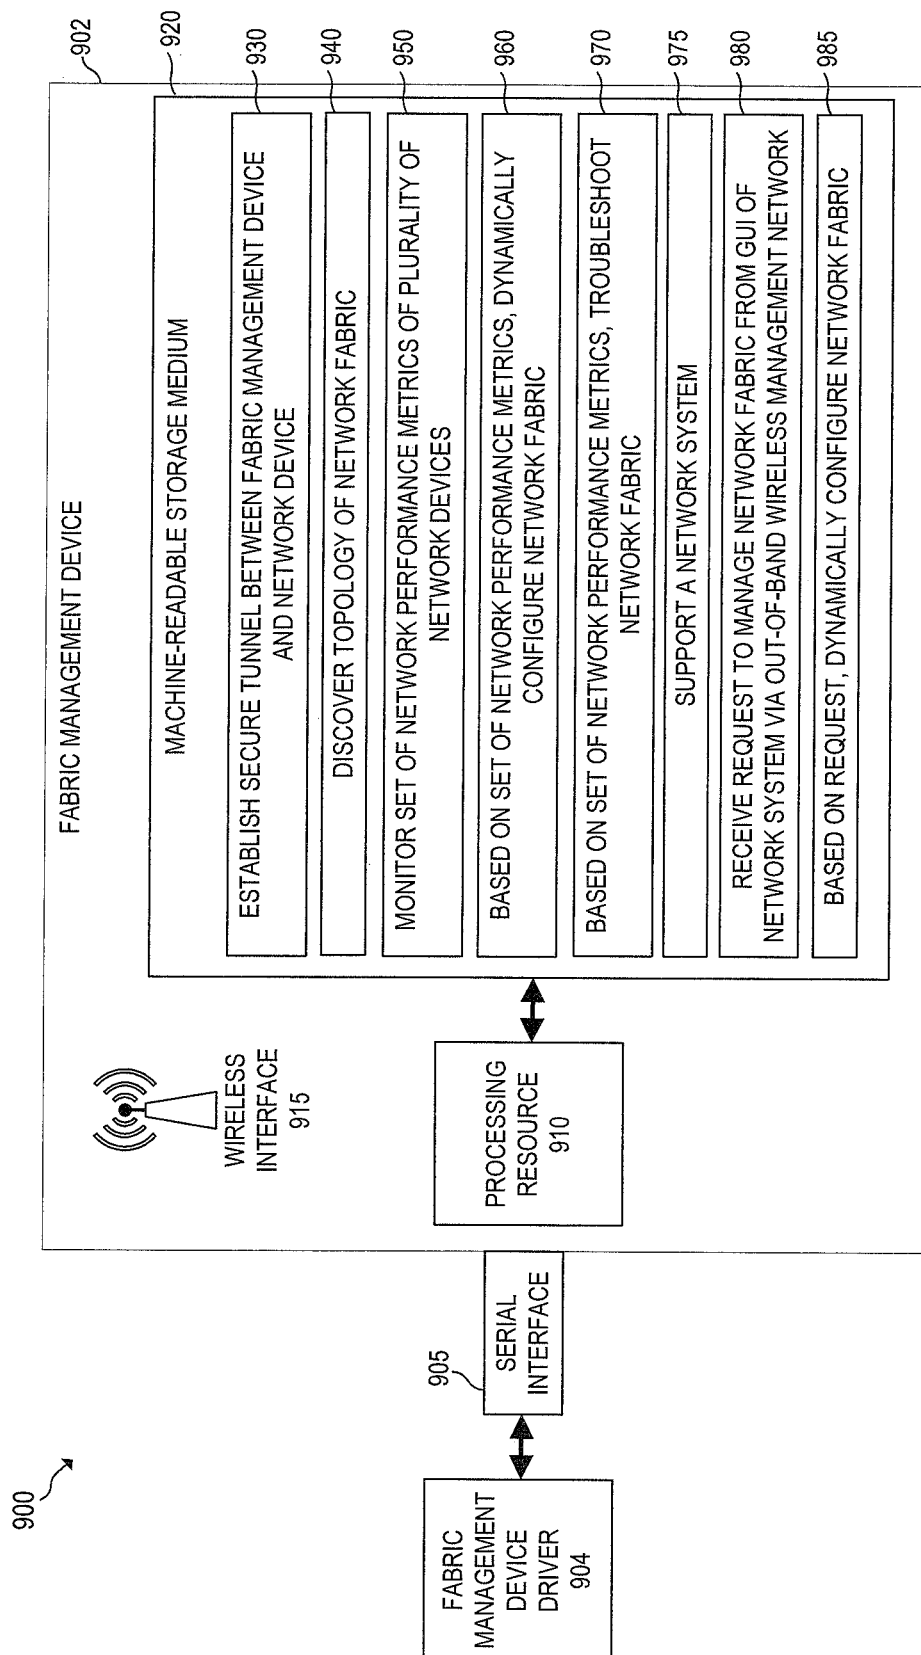 900
FABRIC MANAGEMENT DEVICE
902
MACHINE-READABLE STORAGE MEDIUM
920
ESTABLISH SECURE TUNNEL BETWEEN FABRIC MANAGEMENT DEVICE
AND NETWORK DEVICE
930
DISCOVER TOPOLOGY OF NETWORK FABRIC
940
MONITOR SET OF NETWORK PERFORMANCE METRICS OF PLURALITY OF
NETWORK DEVICES
950
BASED ON SET OF NETWORK PERFORMANCE METRICS, DYNAMICALLY
CONFIGURE NETWORK FABRIC
960
BASED ON SET OF NETWORK PERFORMANCE METRICS, TROUBLESHOOT
NETWORK FABRIC
970
SUPPORT A NETWORK SYSTEM
975
RECEIVE REQUEST TO MANAGE NETWORK FABRIC FROM GUI OF
NETWORK SYSTEM VIA OUT-OF-BAND WIRELESS MANAGEMENT NETWORK
980
BASED ON REQUEST, DYNAMICALLY CONFIGURE NETWORK FABRIC
985
WIRELESS
INTERFACE
915
PROCESSING
RESOURCE
910
905
SERIAL
INTERFACE
FABRIC
MANAGEMENT
DEVICE
DRIVER
904